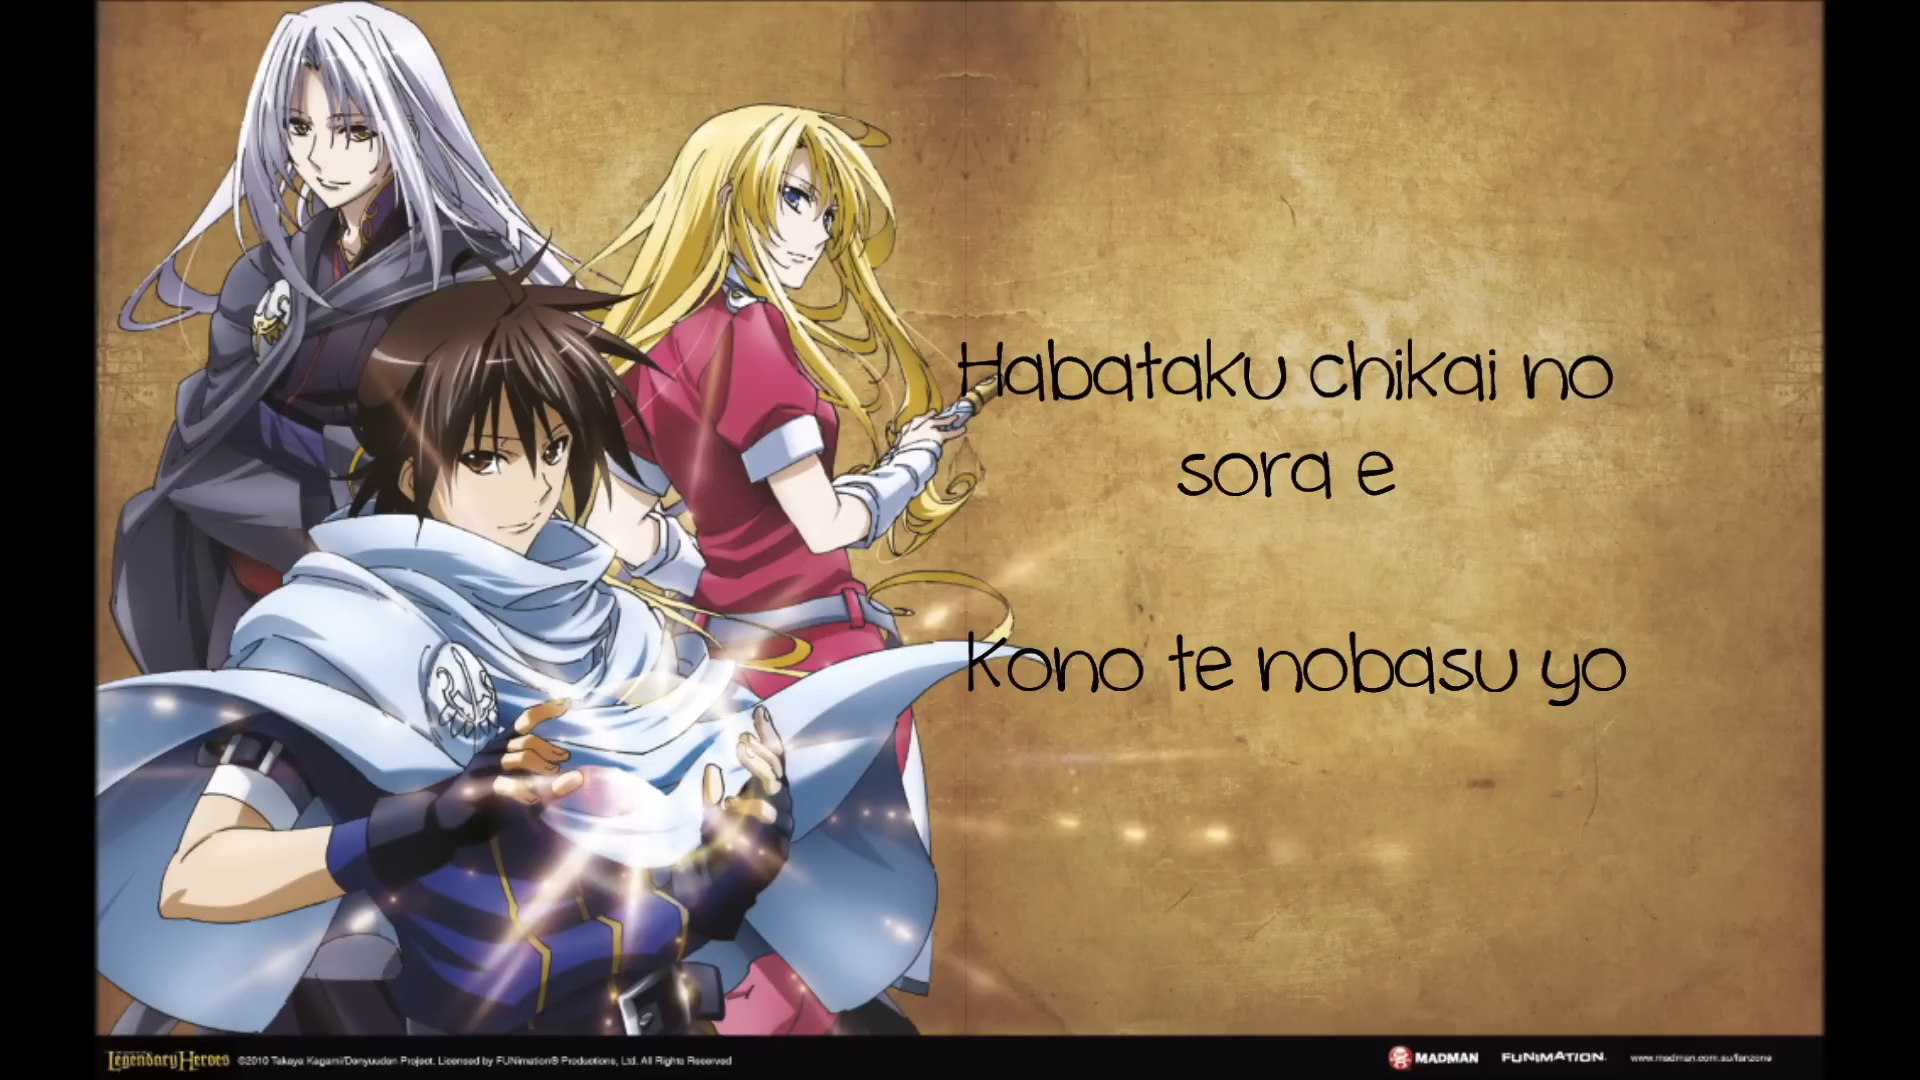 Habataku chikai no
sora e
Kono te nobasu yo
Legendary Heroes ©2010 Takaya Kagami/Denyuuden Project. Licensed by FUNimation® Productions, Ltd. All Rights Reserved
MADMAN FUNIMATION. www.madman.com.au/fanzone